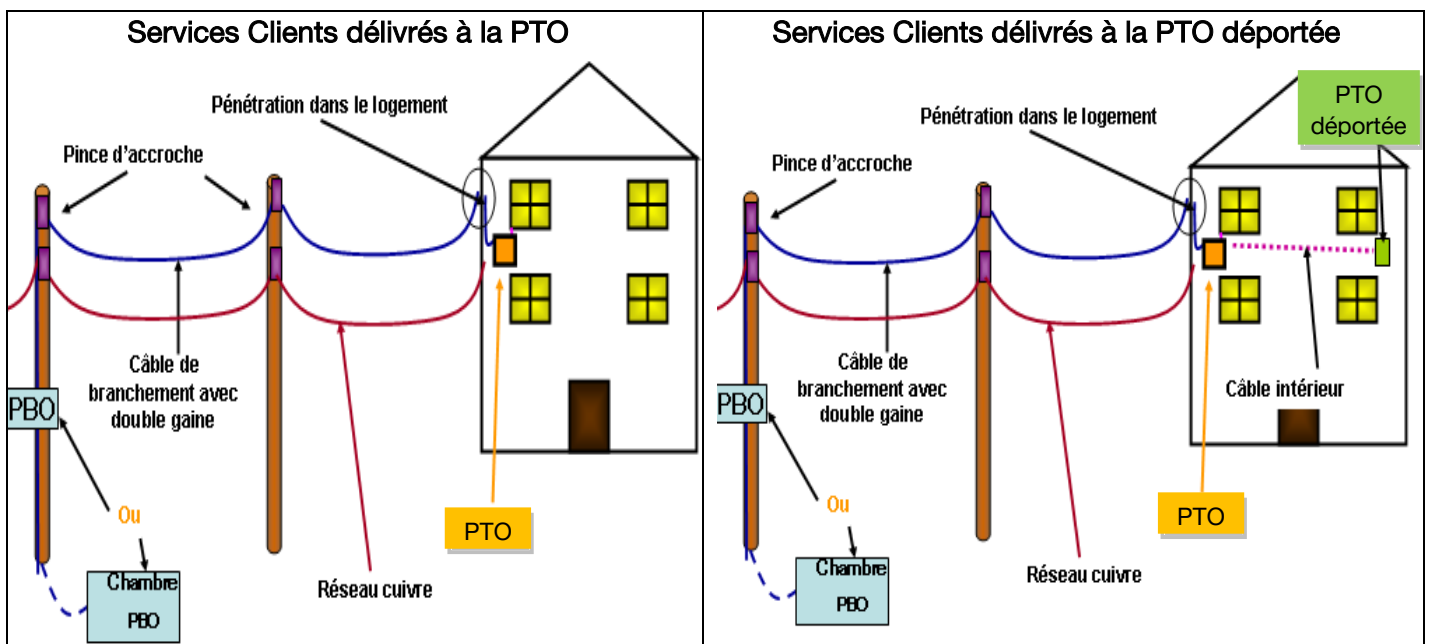 Services Clients délivrés à la PTO
Pénétration dans le logement
Pince d'accroche
Câble de
branchement avec
double gaine
PBO
Ou
PTO
Chambre
PBO
Réseau cuivre
Services Clients délivrés à la PTO déportée
PTO
déportée
Pénétration dans le logement
Pince d'accroche
Câble de
branchement avec
double gaine
Câble intérieur
PBO
Ou
PTO
Chambre
PBO
Réseau cuivre